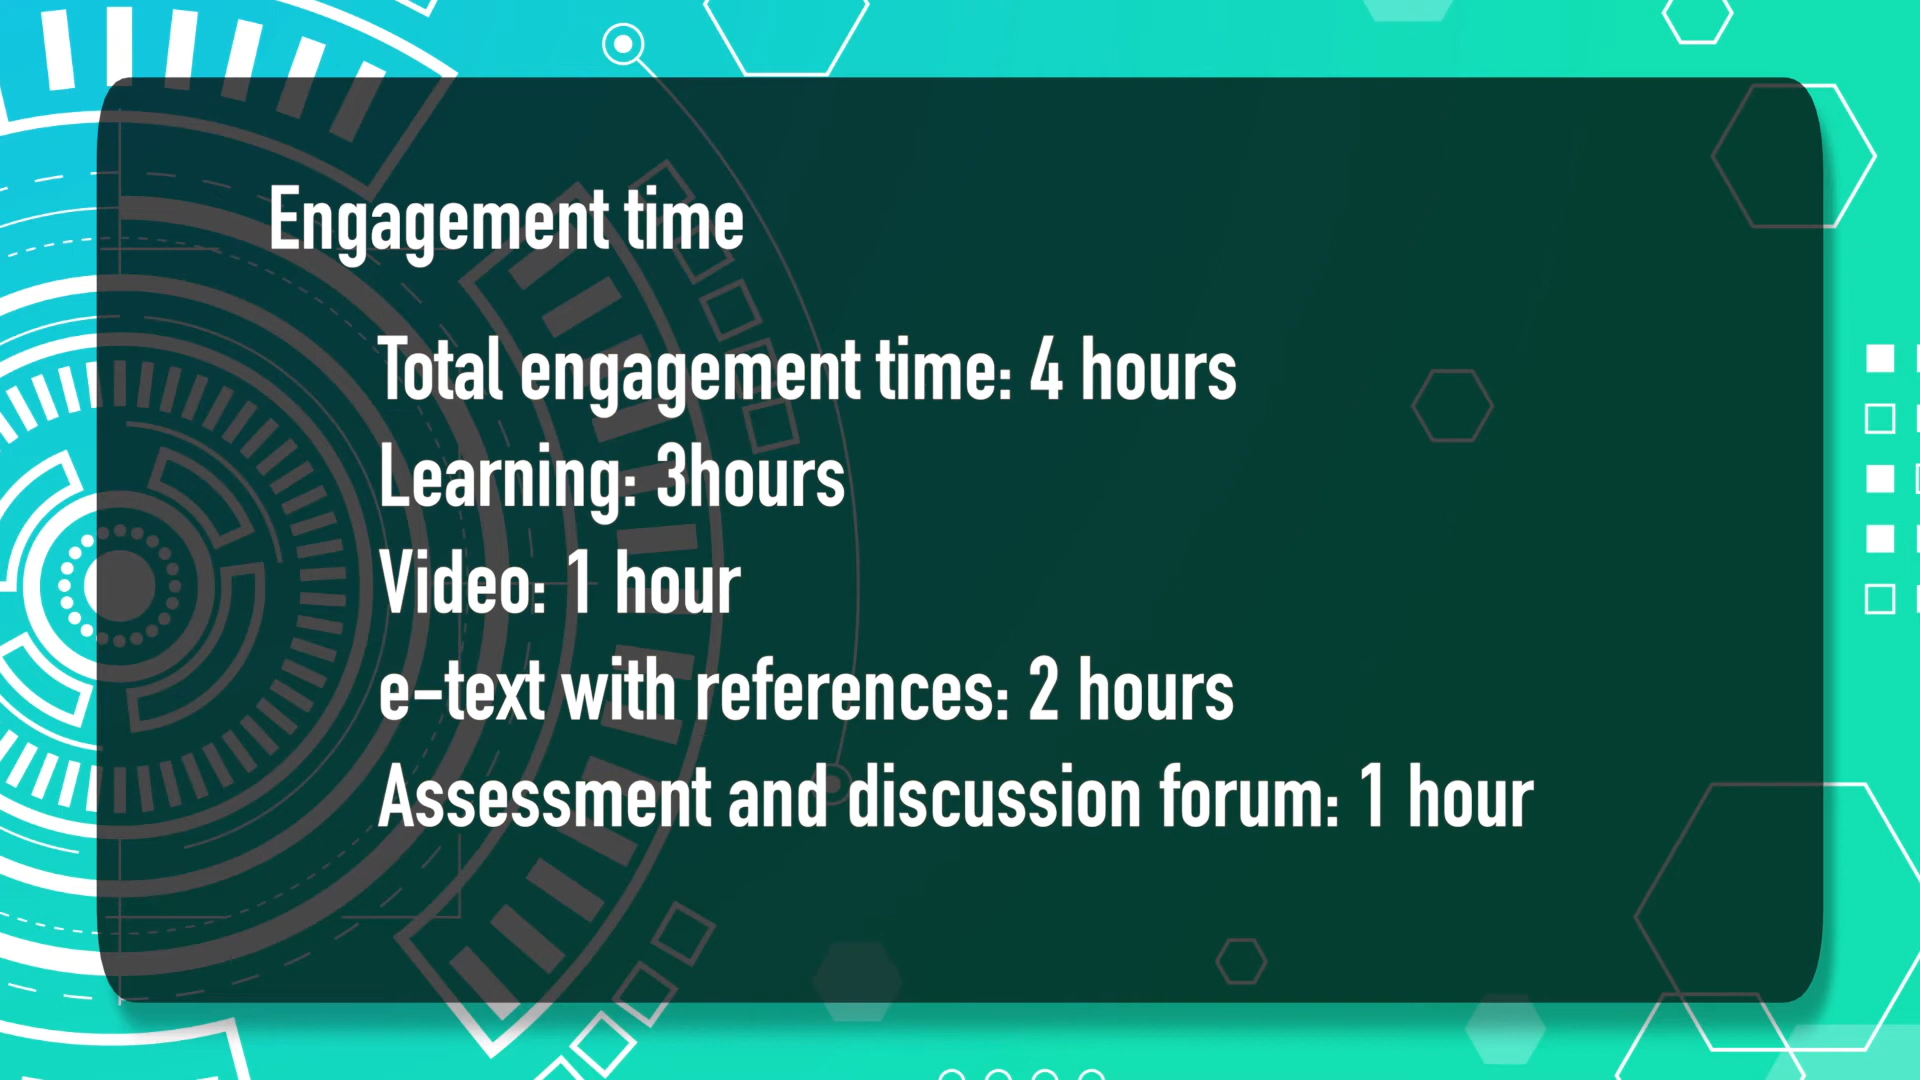 Engagement time
Total engagement time: 4 hours
Learning: 3hours
Video: 1 hour
e-text with references: 2 hours
Assessment and discussion forum: 1 hour